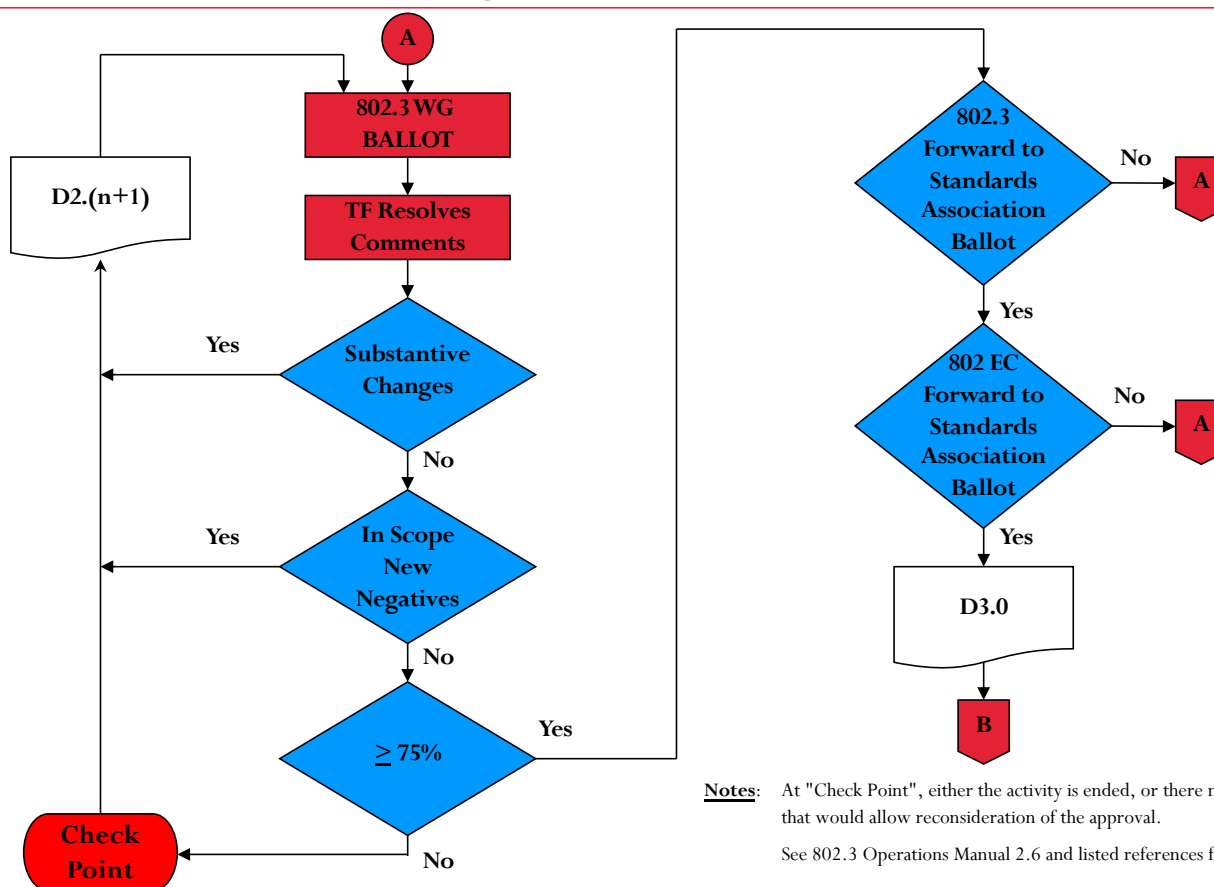 A
802.3 WG
BALLOT
D2.(n+1)
TF Resolves
Comments
Yes
Substantive
Changes
No
Yes
In Scope
New
Negatives
No
≥ 75%
Yes
Check
Point
No
802.3
Forward to
Standards
Association
Ballot
No
A
Yes
802 EC
Forward to
Standards
Association
Ballot
No
A
Yes
D3.0
B
Notes: At "Check Point", either the activity is ended, or there
that would allow reconsideration of the approval.
See 802.3 Operations Manual 2.6 and listed references